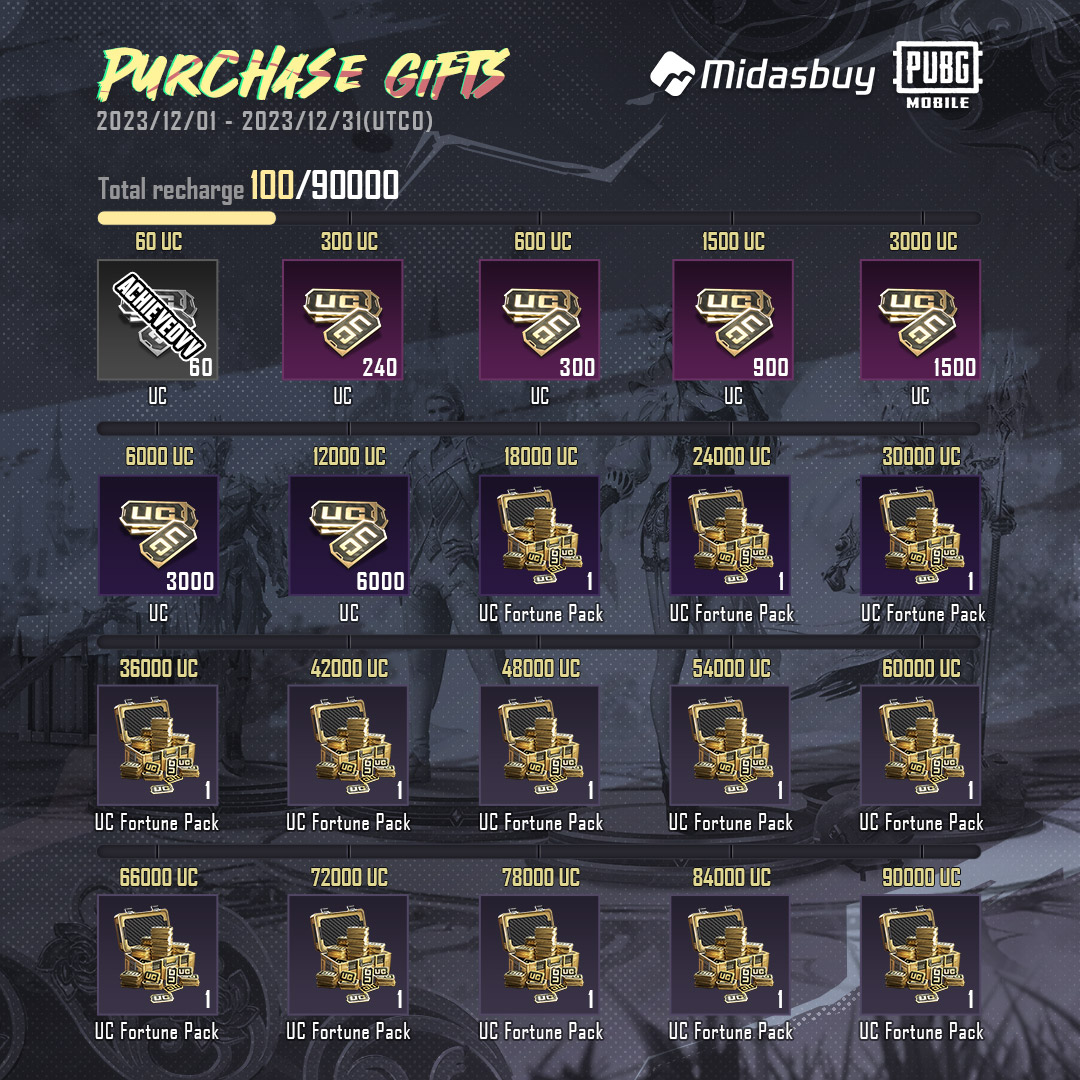 PURCHASE GIFTS
Midasbuy
PUBG
MOBILE
2023/12/01 - 2023/12/31(UTC0)
Total recharge 100/90000
60 UC 300 UC 600 UC 1500 UC 3000 UC
ACHIEVEDVV
60 240 300 900 1500
UC UC UC UC UC
6000 UC 12000 UC 18000 UC 24000 UC 30000 UC
3000 6000 1 1 1
UC UC UC Fortune Pack UC Fortune Pack UC Fortune Pack
36000 UC 42000 UC 48000 UC 54000 UC 60000 UC
1 1 1 1 1
UC Fortune Pack UC Fortune Pack UC Fortune Pack UC Fortune Pack UC Fortune Pack
66000 UC 72000 UC 78000 UC 84000 UC 90000 UC
1 1 1 1 1
UC Fortune Pack UC Fortune Pack UC Fortune Pack UC Fortune Pack UC Fortune Pack